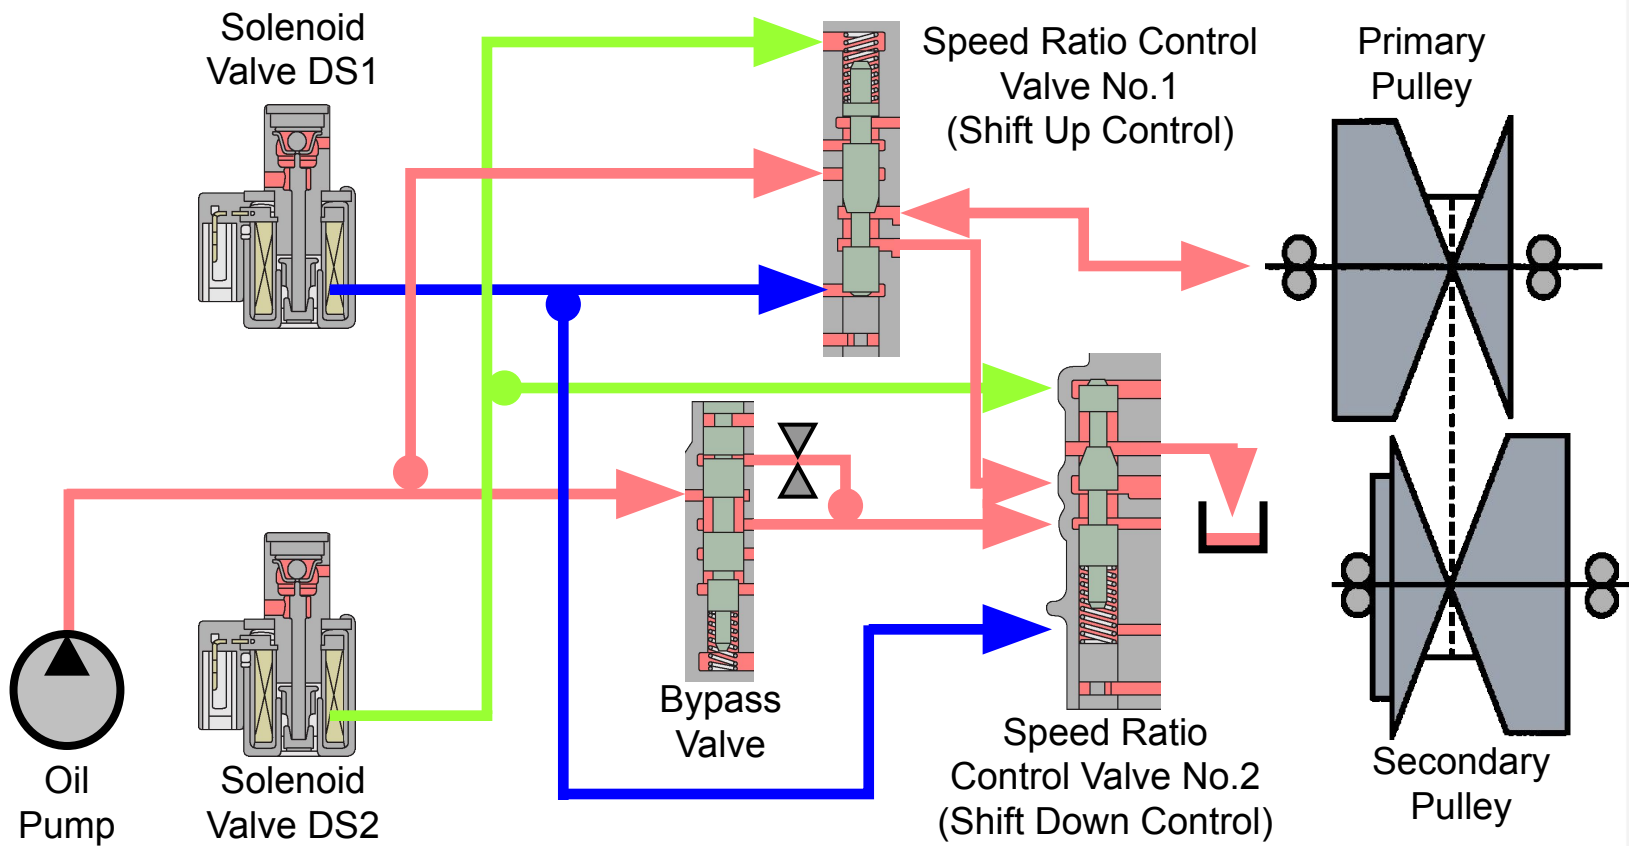 Solenoid
Valve DS1
Speed Ratio Control
Valve No.1
(Shift Up Control)
Primary
Pulley
Oil
Pump
Solenoid
Valve DS2
Bypass
Valve
Speed Ratio
Control Valve No.2
(Shift Down Control)
Secondary
Pulley